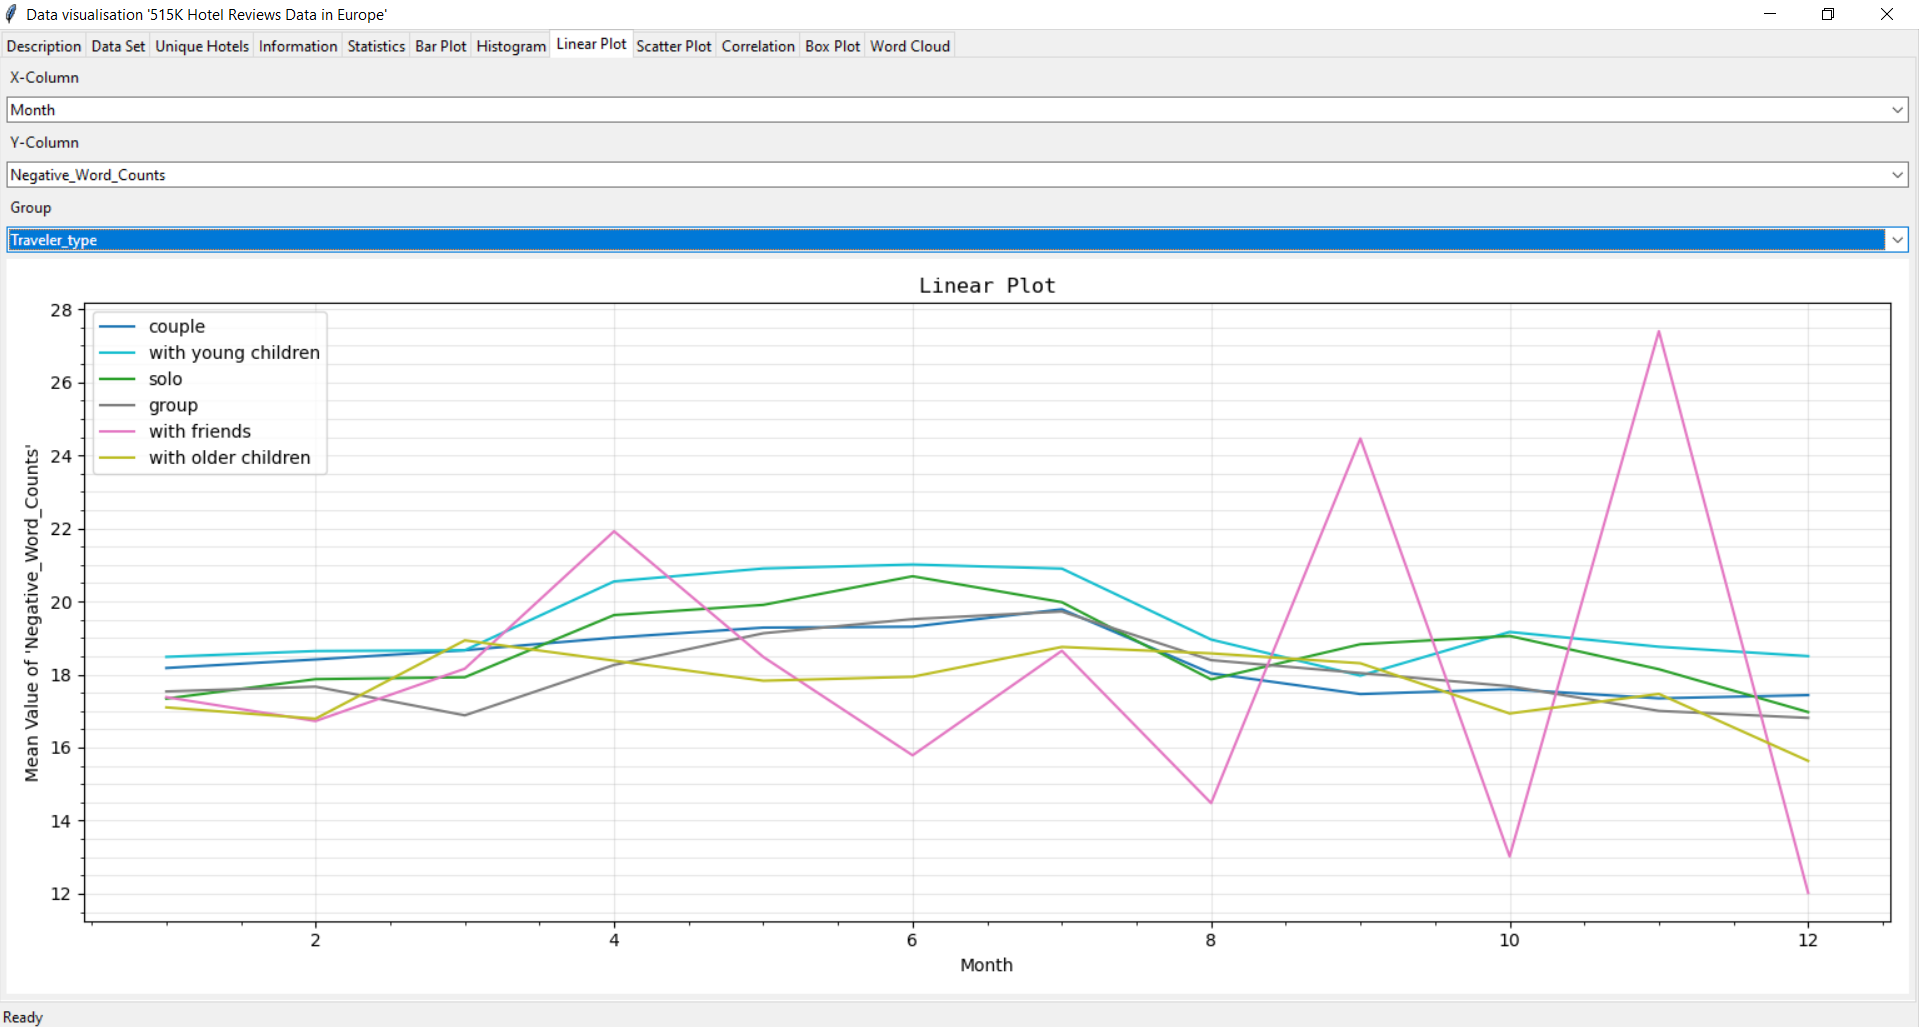 Data visualisation '515K Hotel Reviews Data in Europe'
Description Data Set Unique Hotels Information Statistics Bar Plot Histogram Linear Plot Scatter Plot Correlation Box Plot Word Cloud
X-Column
Month
Y-Column
Negative_Word_Counts
Group
Traveler_type
Linear Plot
couple
with young children
solo
group
with friends
with older children
28
26
24
22
20
18
16
14
12
Mean Value of 'Negative_Word_Counts'
2 4 6 8 10 12
Month
Ready